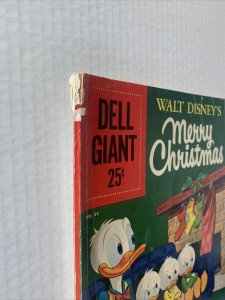 DELL
GIANT
25¢
WALT DISNEY'S
Merry
Christmas